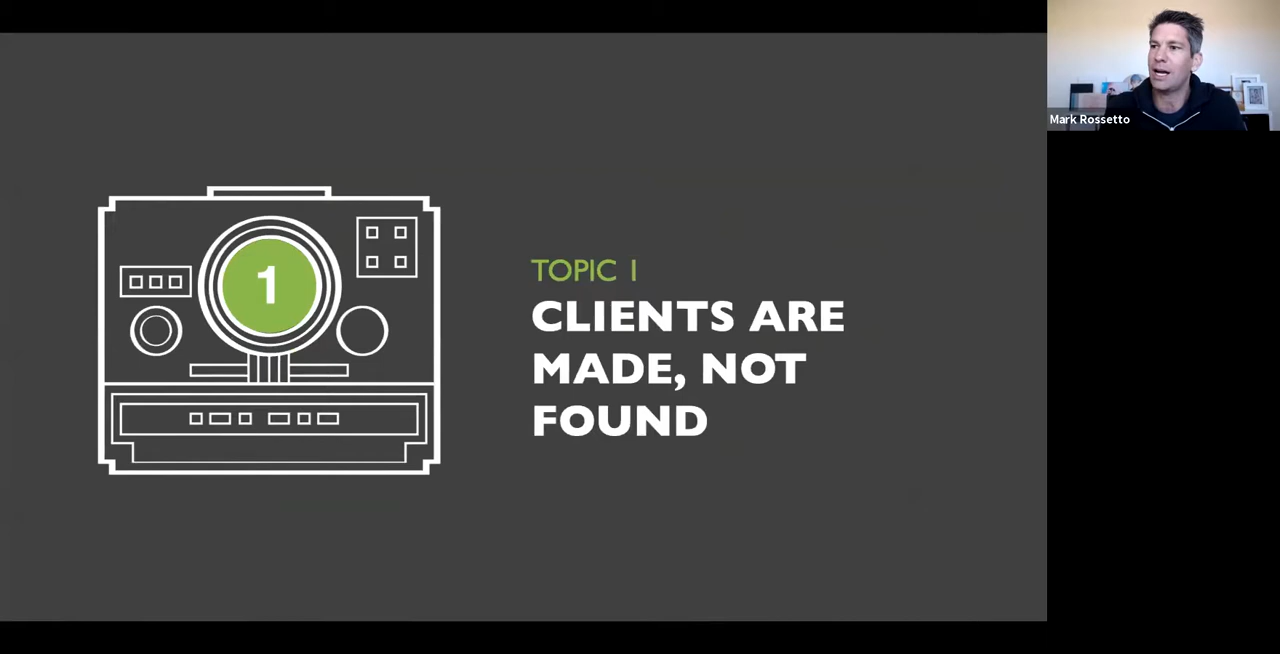 Mark Rossetto
1
TOPIC 1
CLIENTS ARE
MADE, NOT
FOUND